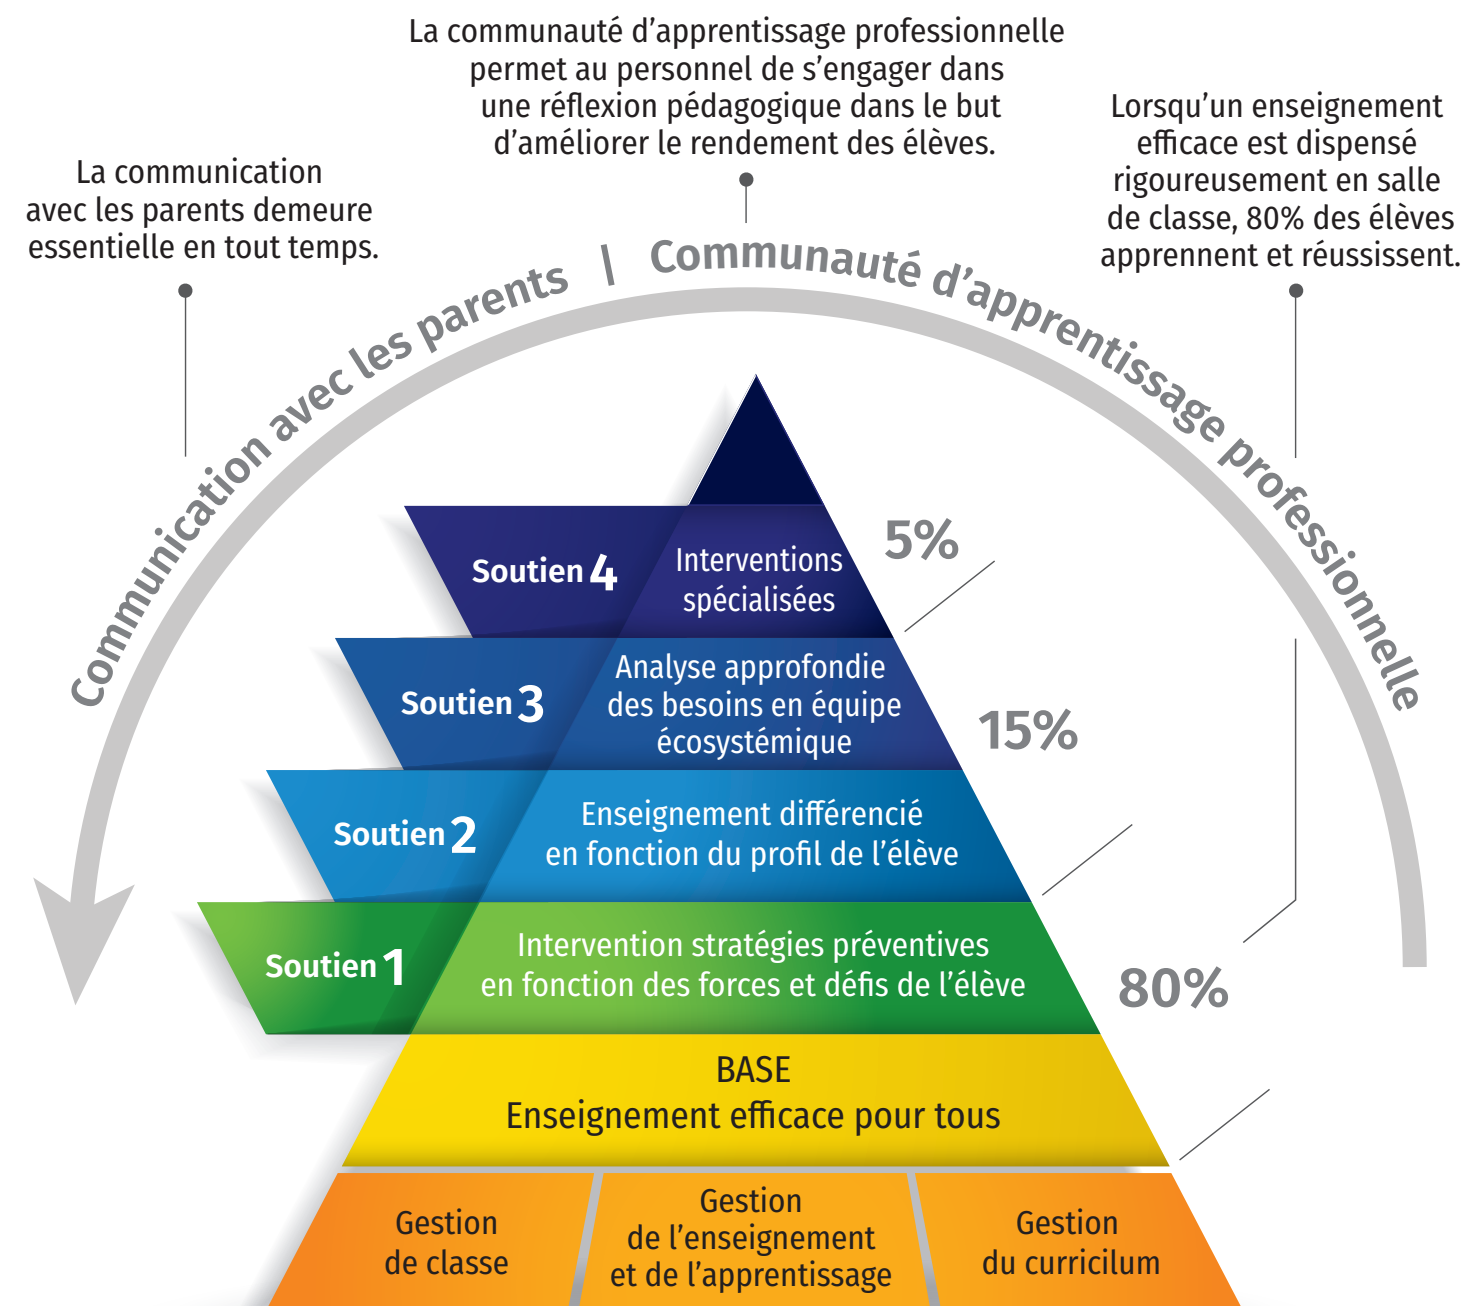 La communauté d’apprentissage professionnelle
permet au personnel de s’engager dans
une réflexion pédagogique dans le but
d’améliorer le rendement des élèves.
Lorsqu’un enseignement
efficace est dispensé
rigoureusement en salle
de classe, 80% des élèves
apprennent et réussissent.
La communication
avec les parents demeure
essentielle en tout temps.
Communication avec les parents | Communauté d’apprentissage professionnelle
Soutien 4
Interventions
spécialisées
5%
Soutien 3
Analyse approfondie
des besoins en équipe
écosystémique
15%
Soutien 2
Enseignement différencié
en fonction du profil de l’élève
Soutien 1
Intervention stratégies préventives
en fonction des forces et défis de l’élève
80%
BASE
Enseignement efficace pour tous
Gestion
de classe
Gestion
de l’enseignement
et de l’apprentissage
Gestion
du curricilum